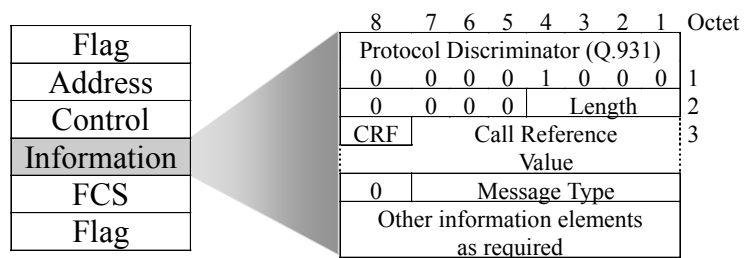 Flag
Address
Control
Information
FCS
Flag
8 7 6 5 4 3 2 1 Octet
Protocol Discriminator (Q.931)
0 0 0 0 1 0 0 0 1
0 0 0 0 Length 2
CRF Call Reference 3
Value
0 Message Type
Other information elements
as required